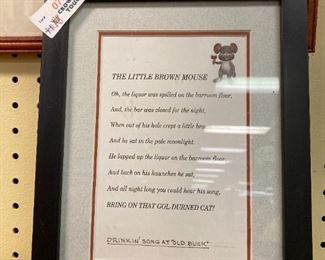 THE LITTLE BROWN MOUSE
Oh, the liquor was spilled on the barroom floor,
And, the bar was closed for the night,
When out of his hole crept a little
And he sat in the pale moonlight.
He lapped up the liquor on the barroom floor,
And back on his haunches he sat,
And all night long you could hear his song,
BRING ON THAT GOL-DURNED CAT!
DRINKIN' SONG AT "OLD BUCK"